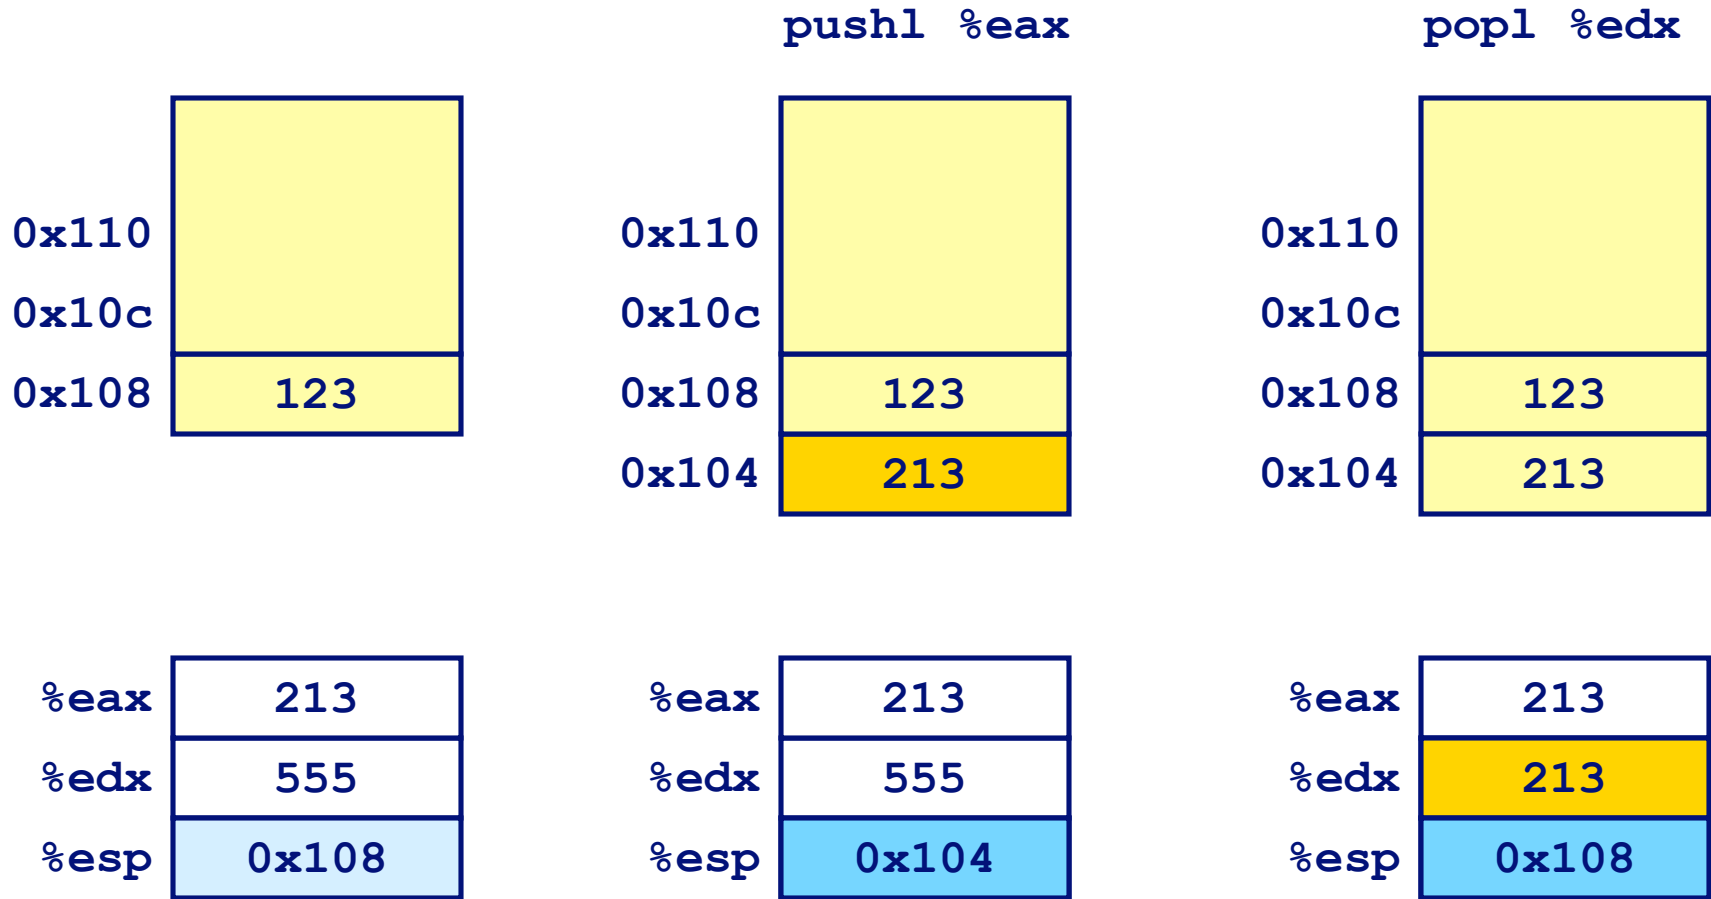 pushl %eax popl %edx
0x110 0x110 0x110
0x10c 0x10c 0x10c
0x108 123 0x108 123 0x108 123
0x104 213 0x104 213
%eax 213 %eax 213 %eax 213
%edx 555 %edx 555 %edx 213
%esp 0x108 %esp 0x104 %esp 0x108